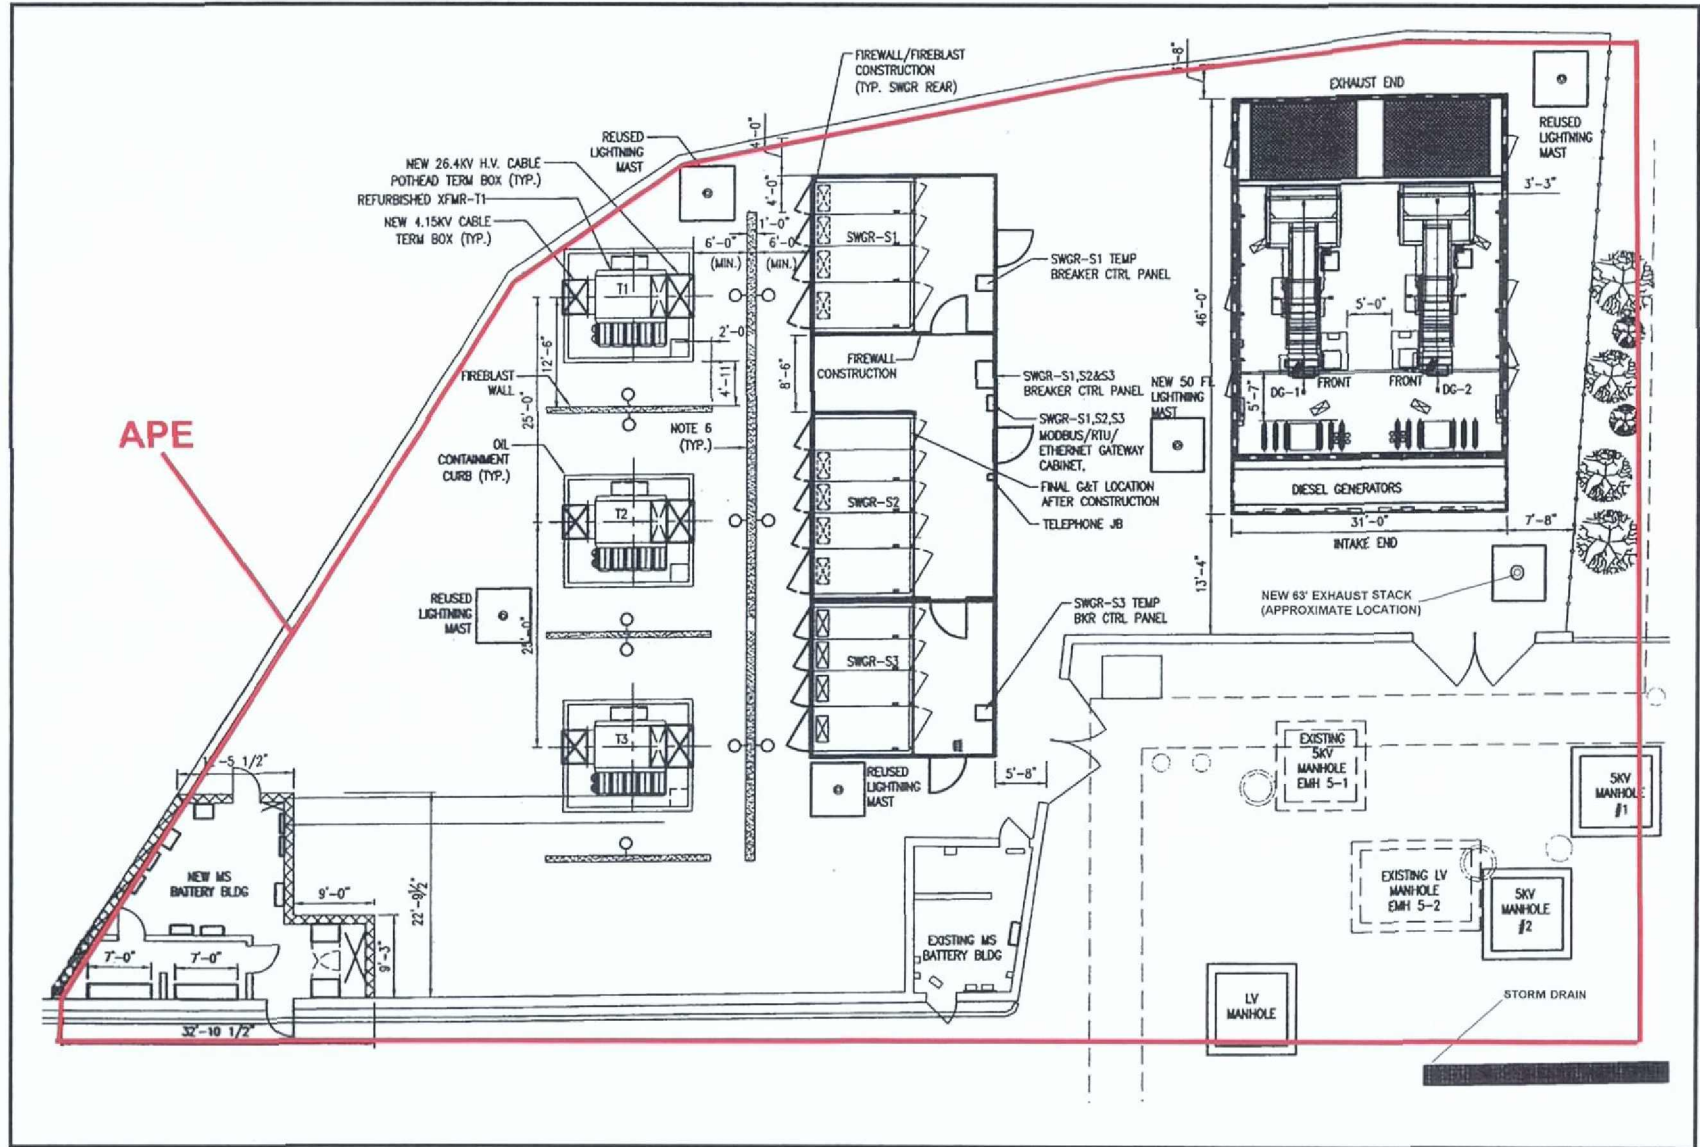 FIREWALL/FIREBLAST
CONSTRUCTION
(TYP. SWGR REAR)
EXHAUST END
REUSED
LIGHTNING
MAST
REUSED
LIGHTNING
MAST
4'-0"
NEW 26.4KV H.V. CABLE
POTHEAD TERM BOX (TYP.)
REFURBISHED XFMR-T1
NEW 4.15KV CABLE
TERM BOX (TYP.)
4'-0"
1'-0"
6'-0"
(MIN.)
6'-0"
(MIN.)
SWGR-S1
3'-3"
SWGR-S1 TEMP
BREAKER CTRL PANEL
T1
5'-0"
46'-0"
2'-0
12'-6"
4'-11"
8'-6"
FIREWALL
CONSTRUCTION
FIREBLAST
WALL
25'-0"
SWGR-S1,S2&S3
BREAKER CTRL PANEL
NEW 50 FT.
LIGHTNING
MAST
FRONT
FRONT
DG-1
DG-2
5'-7"
APE
NOTE 6
(TYP.)
SWGR-S1,S2,S3
MODBUS/RTU/
ETHERNET GATEWAY
CABINET.
OIL
CONTAINMENT
CURB (TYP.)
FINAL G&T LOCATION
AFTER CONSTRUCTION
DIESEL GENERATORS
SWGR-S2
T2
TELEPHONE JB
31'-0"
7'-8"
INTAKE END
13'-4"
REUSED
LIGHTNING
MAST
25'-0"
NEW 63' EXHAUST STACK
(APPROXIMATE LOCATION)
SWGR-S3 TEMP
BKR CTRL PANEL
SWGR-S3
T3
5'-8"
REUSED
LIGHTNING
MAST
EXISTING
5KV
MANHOLE
EMH 5-1
5KV
MANHOLE
#1
NEW MS
BATTERY BLDG
9'-0"
22'-9½"
EXISTING LV
MANHOLE
EMH 5-2
5KV
MANHOLE
#2
EXISTING MS
BATTERY BLDG
7'-0"
7'-0"
9'-3"
LV
MANHOLE
STORM DRAIN
32'-10 1/2"